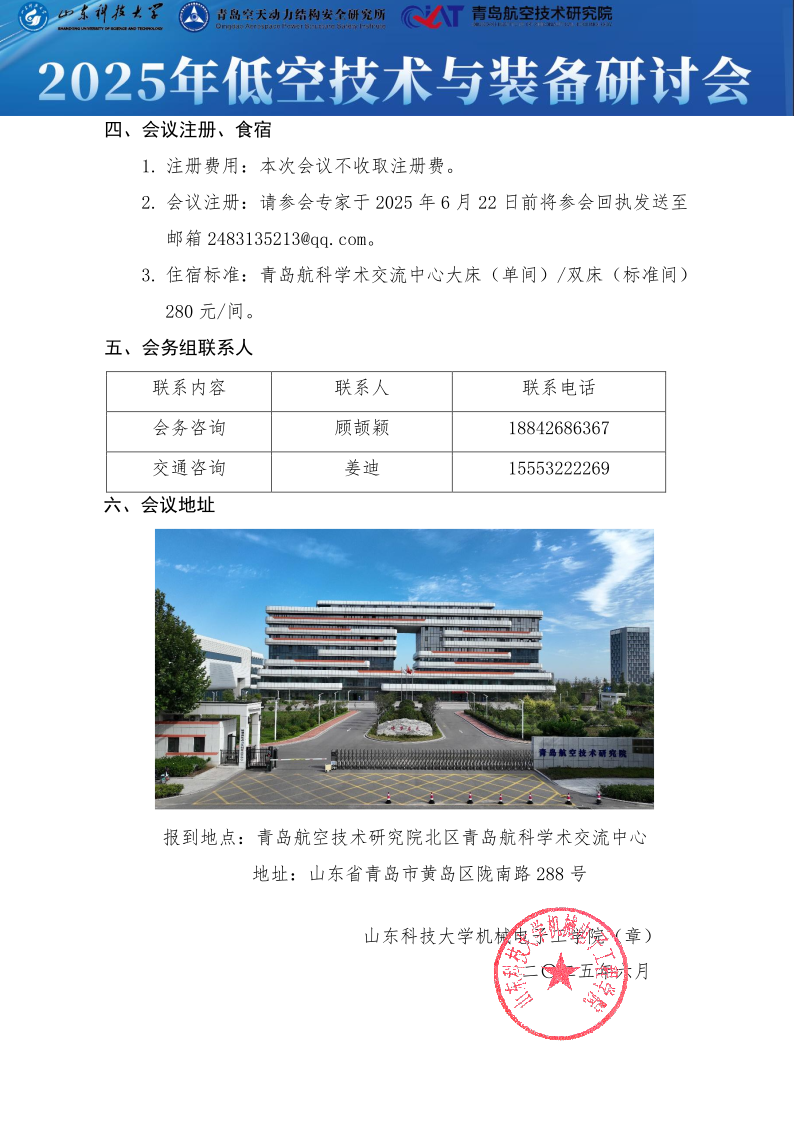 山东科技大学
SHANDONG UNIVERSITY OF SCIENCE AND TECHNOLOGY
青岛空天动力结构安全研究所
青岛航空技术研究院
2025年低空技术与装备研讨会
四、会议注册、食宿
1. 注册费用：本次会议不收取注册费。
2. 会议注册：请参会专家于 2025 年 6 月 22 日前将参会回执发送至
邮箱 2483135213@qq.com。
3. 住宿标准：青岛航科学术交流中心大床（单间）/双床（标准间）
280 元/间。
五、会务组联系人
联系内容 联系人 联系电话
会务咨询 顾颉颖 18842686367
交通咨询 姜迪 15553222269
六、会议地址
青岛航空技术研究院
报到地点：青岛航空技术研究院北区青岛航科学术交流中心
地址：山东省青岛市黄岛区陇南路 288 号
山东科技大学机械电子工学院（章）
二〇二五年六月
山东科技大学机械电子工程学院